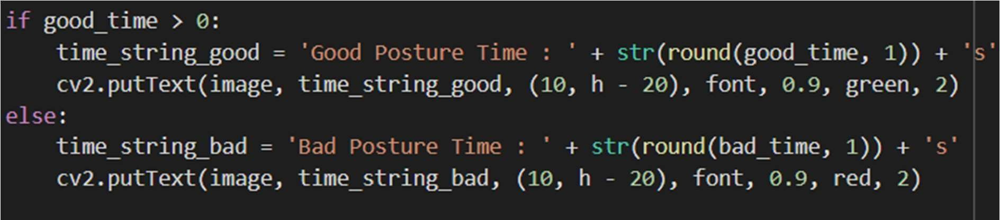 if good_time > 0:
    time_string_good = 'Good Posture Time : ' + str(round(good_time, 1)) + 's'
    cv2.putText(image, time_string_good, (10, h - 20), font, 0.9, green, 2)
else:
    time_string_bad = 'Bad Posture Time : ' + str(round(bad_time, 1)) + 's'
    cv2.putText(image, time_string_bad, (10, h - 20), font, 0.9, red, 2)